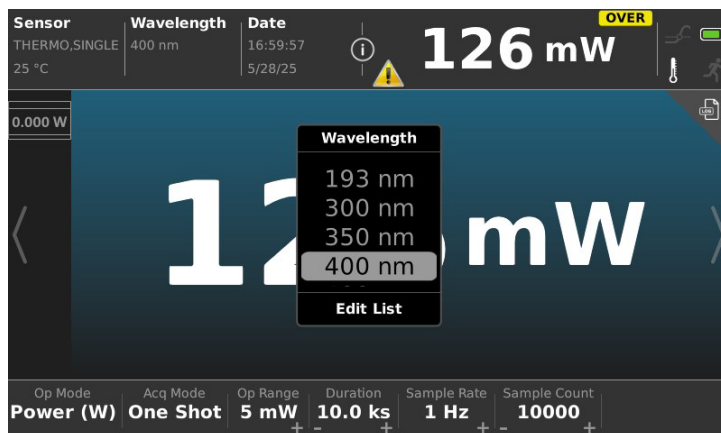 Sensor
THERMO,SINGLE
25 °C
Wavelength
400 nm
Date
16:59:57
5/28/25
i
OVER
126 mW
0.000 W
LOG
Wavelength
193 nm
300 nm
350 nm
400 nm
Edit List
mW
Op Mode
Power (W)
Acq Mode
One Shot
Op Range
5 mW
+
Duration
10.0 ks
- +
Sample Rate
1 Hz
+
Sample Count
10000
- +